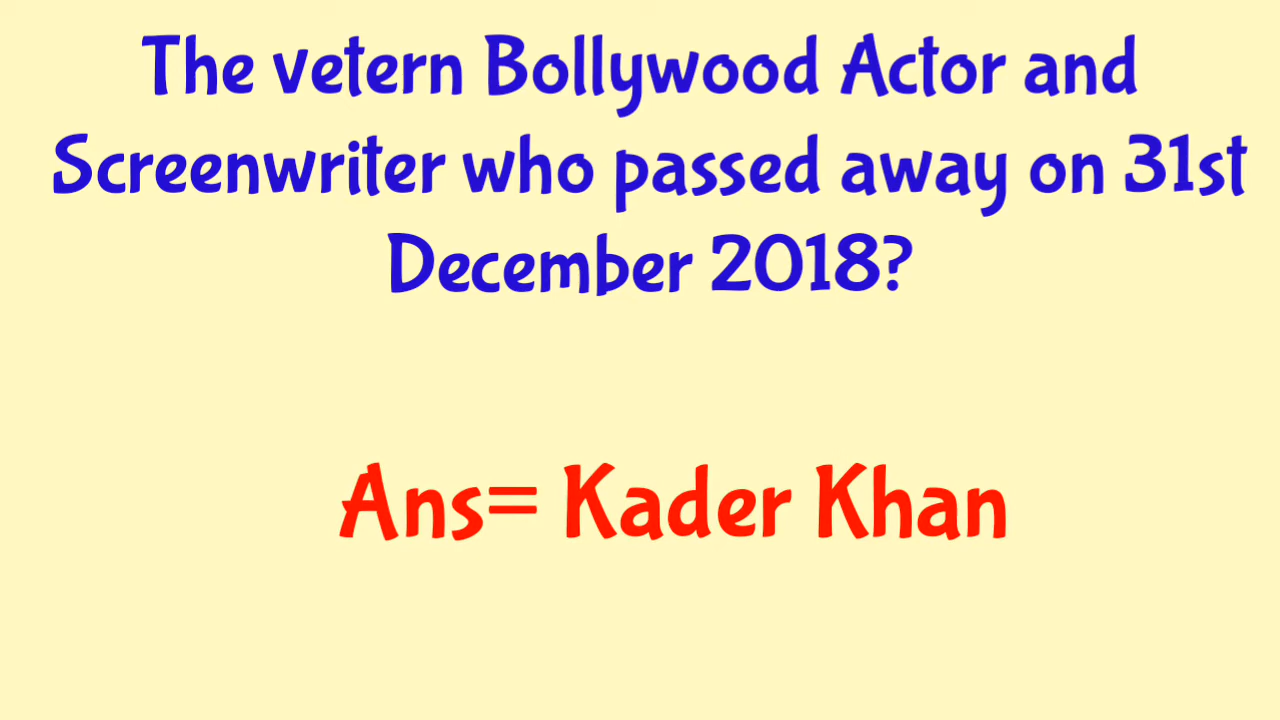 The vetern Bollywood Actor and
Screenwriter who passed away on 31st
December 2018?
Ans= Kader Khan